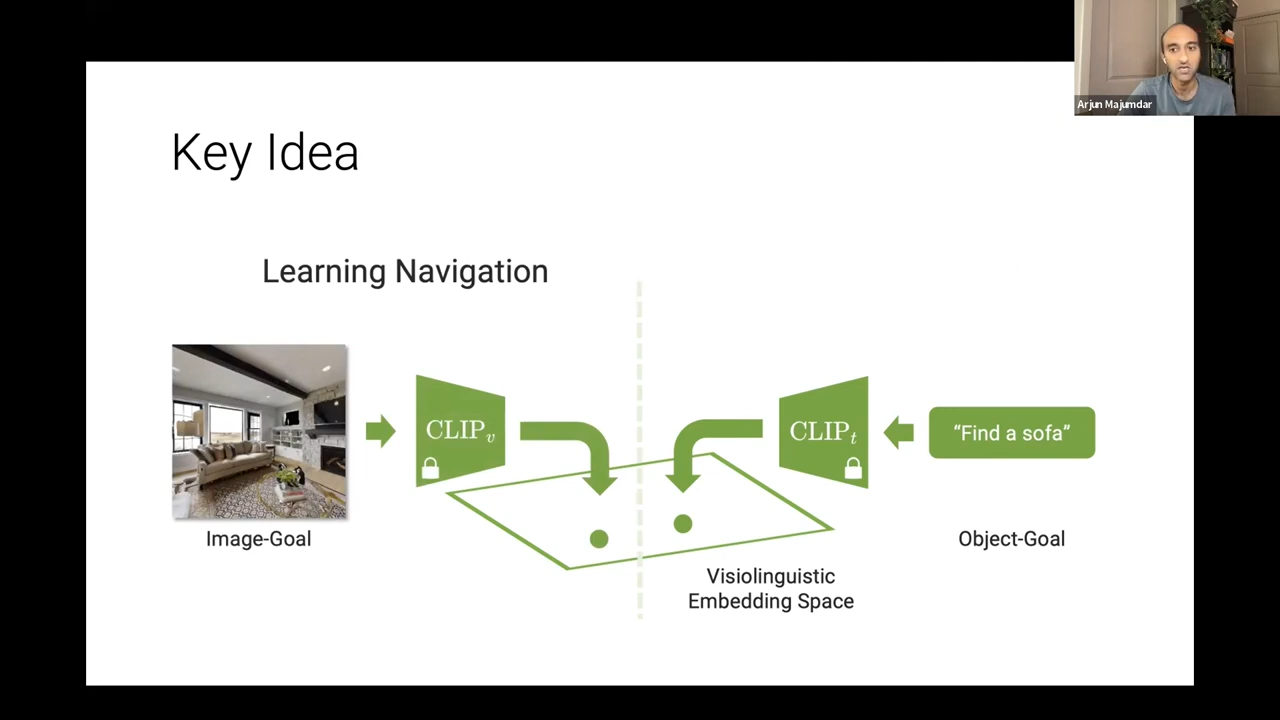 Arjun Majumdar
Key Idea
Learning Navigation
CLIPv
CLIPt
“Find a sofa”
Image-Goal
Object-Goal
Visiolinguistic
Embedding Space